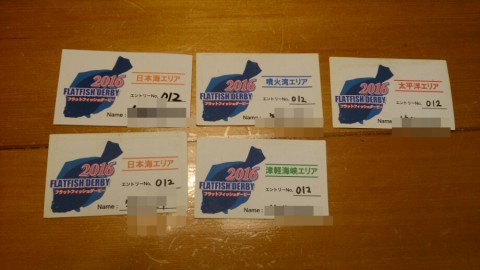 2016
FLATFISH DERBY
フラットフィッシュダービー
日本海エリア
エントリーNo. 012
Name:
2016
FLATFISH DERBY
フラットフィッシュダービー
噴火湾エリア
エントリーNo. 012
Name:
2016
FLATFISH DERBY
フラットフィッシュダービー
太平洋エリア
エントリーNo. 012
Name:
2016
FLATFISH DERBY
フラットフィッシュダービー
日本海エリア
エントリーNo. 012
Name:
2016
FLATFISH DERBY
フラットフィッシュダービー
津軽海峡エリア
エントリーNo. 012
Name: